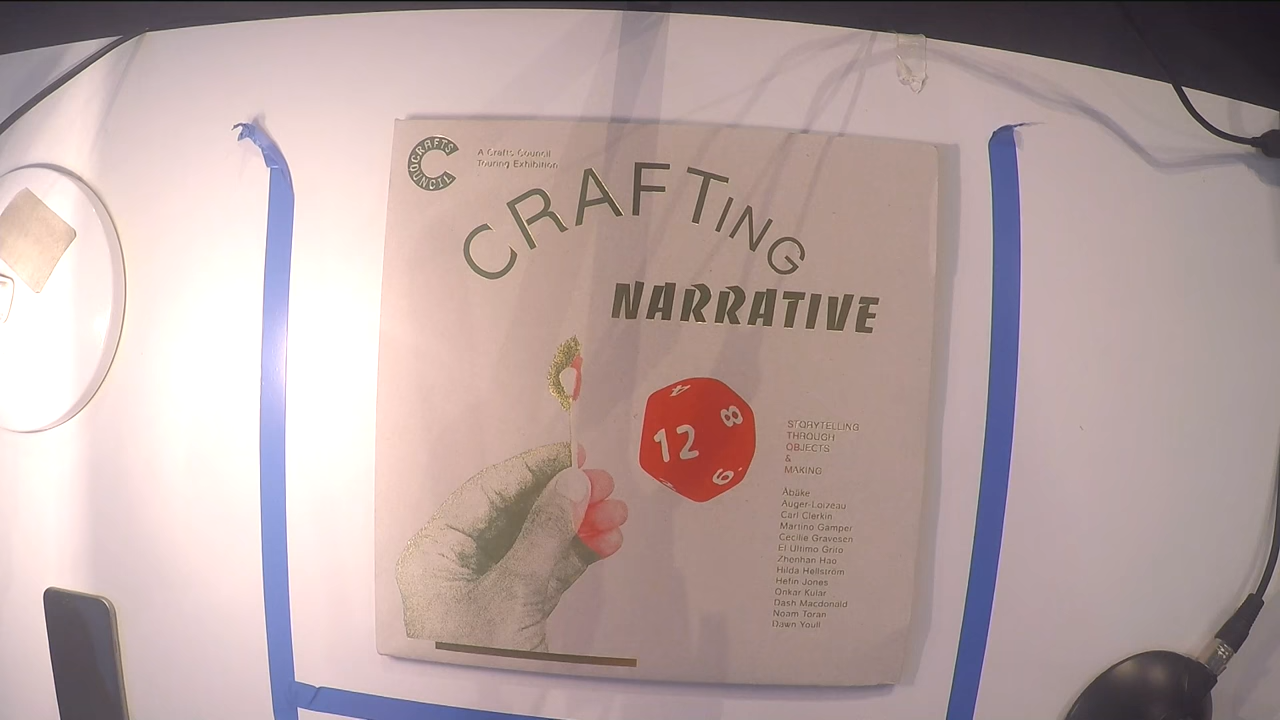 CRAFTS COUNCIL
A Crafts Council
Touring Exhibition
CRAFTING
NARRATIVE
4
8
12
9.
STORYTELLING
THROUGH
OBJECTS
&
MAKING
Åbäke
Auger-Loizeau
Carl Clerkin
Martino Gamper
Cecilie Gravesen
El Ultimo Grito
Zhenhan Hao
Hilda Hellström
Hefin Jones
Onkar Kular
Dash Macdonald
Noam Toran
Dawn Youll